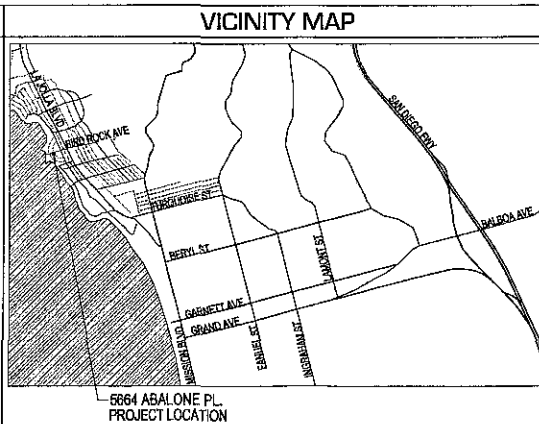 VICINITY MAP
LA JOLLA BLVD
BIRD ROCK AVE
SAN DIEGO FWY
TURQUOISE ST
BERYL ST
BALBOA AVE
LAMONT ST
GARNETT AVE
GRAND AVE
MISSION BLVD
INGRAHAM ST
5664 ABALONE PL.
PROJECT LOCATION